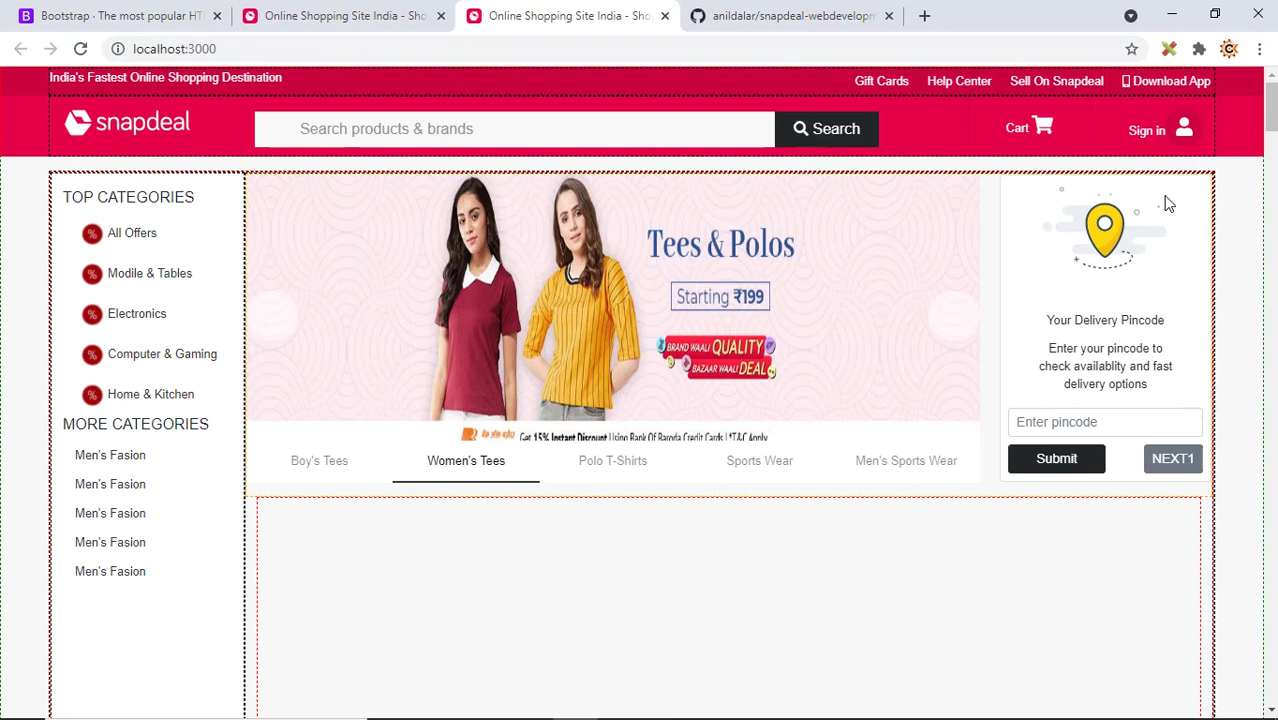 Bootstrap - The most popular HT
Online Shopping Site India - Sho
Online Shopping Site India - Sho
anildalar/snapdeal-webdevelopm
localhost:3000
India's Fastest Online Shopping Destination
Gift Cards Help Center Sell On Snapdeal Download App
snapdeal
Search products & brands
Search
Cart
Sign in
TOP CATEGORIES
% All Offers
% Modile & Tables
% Electronics
% Computer & Gaming
% Home & Kitchen
MORE CATEGORIES
Men's Fasion
Men's Fasion
Men's Fasion
Men's Fasion
Men's Fasion
Tees & Polos
Starting ₹199
BRAND WAALI QUALITY
BAZAAR WAALI DEAL
Get 15% Instant Discount Using Bank Of Baroda Credit Cards | *T&C Apply
Boy's Tees Women's Tees Polo T-Shirts Sports Wear Men's Sports Wear
Your Delivery Pincode
Enter your pincode to
check availablity and fast
delivery options
Enter pincode
Submit NEXT1